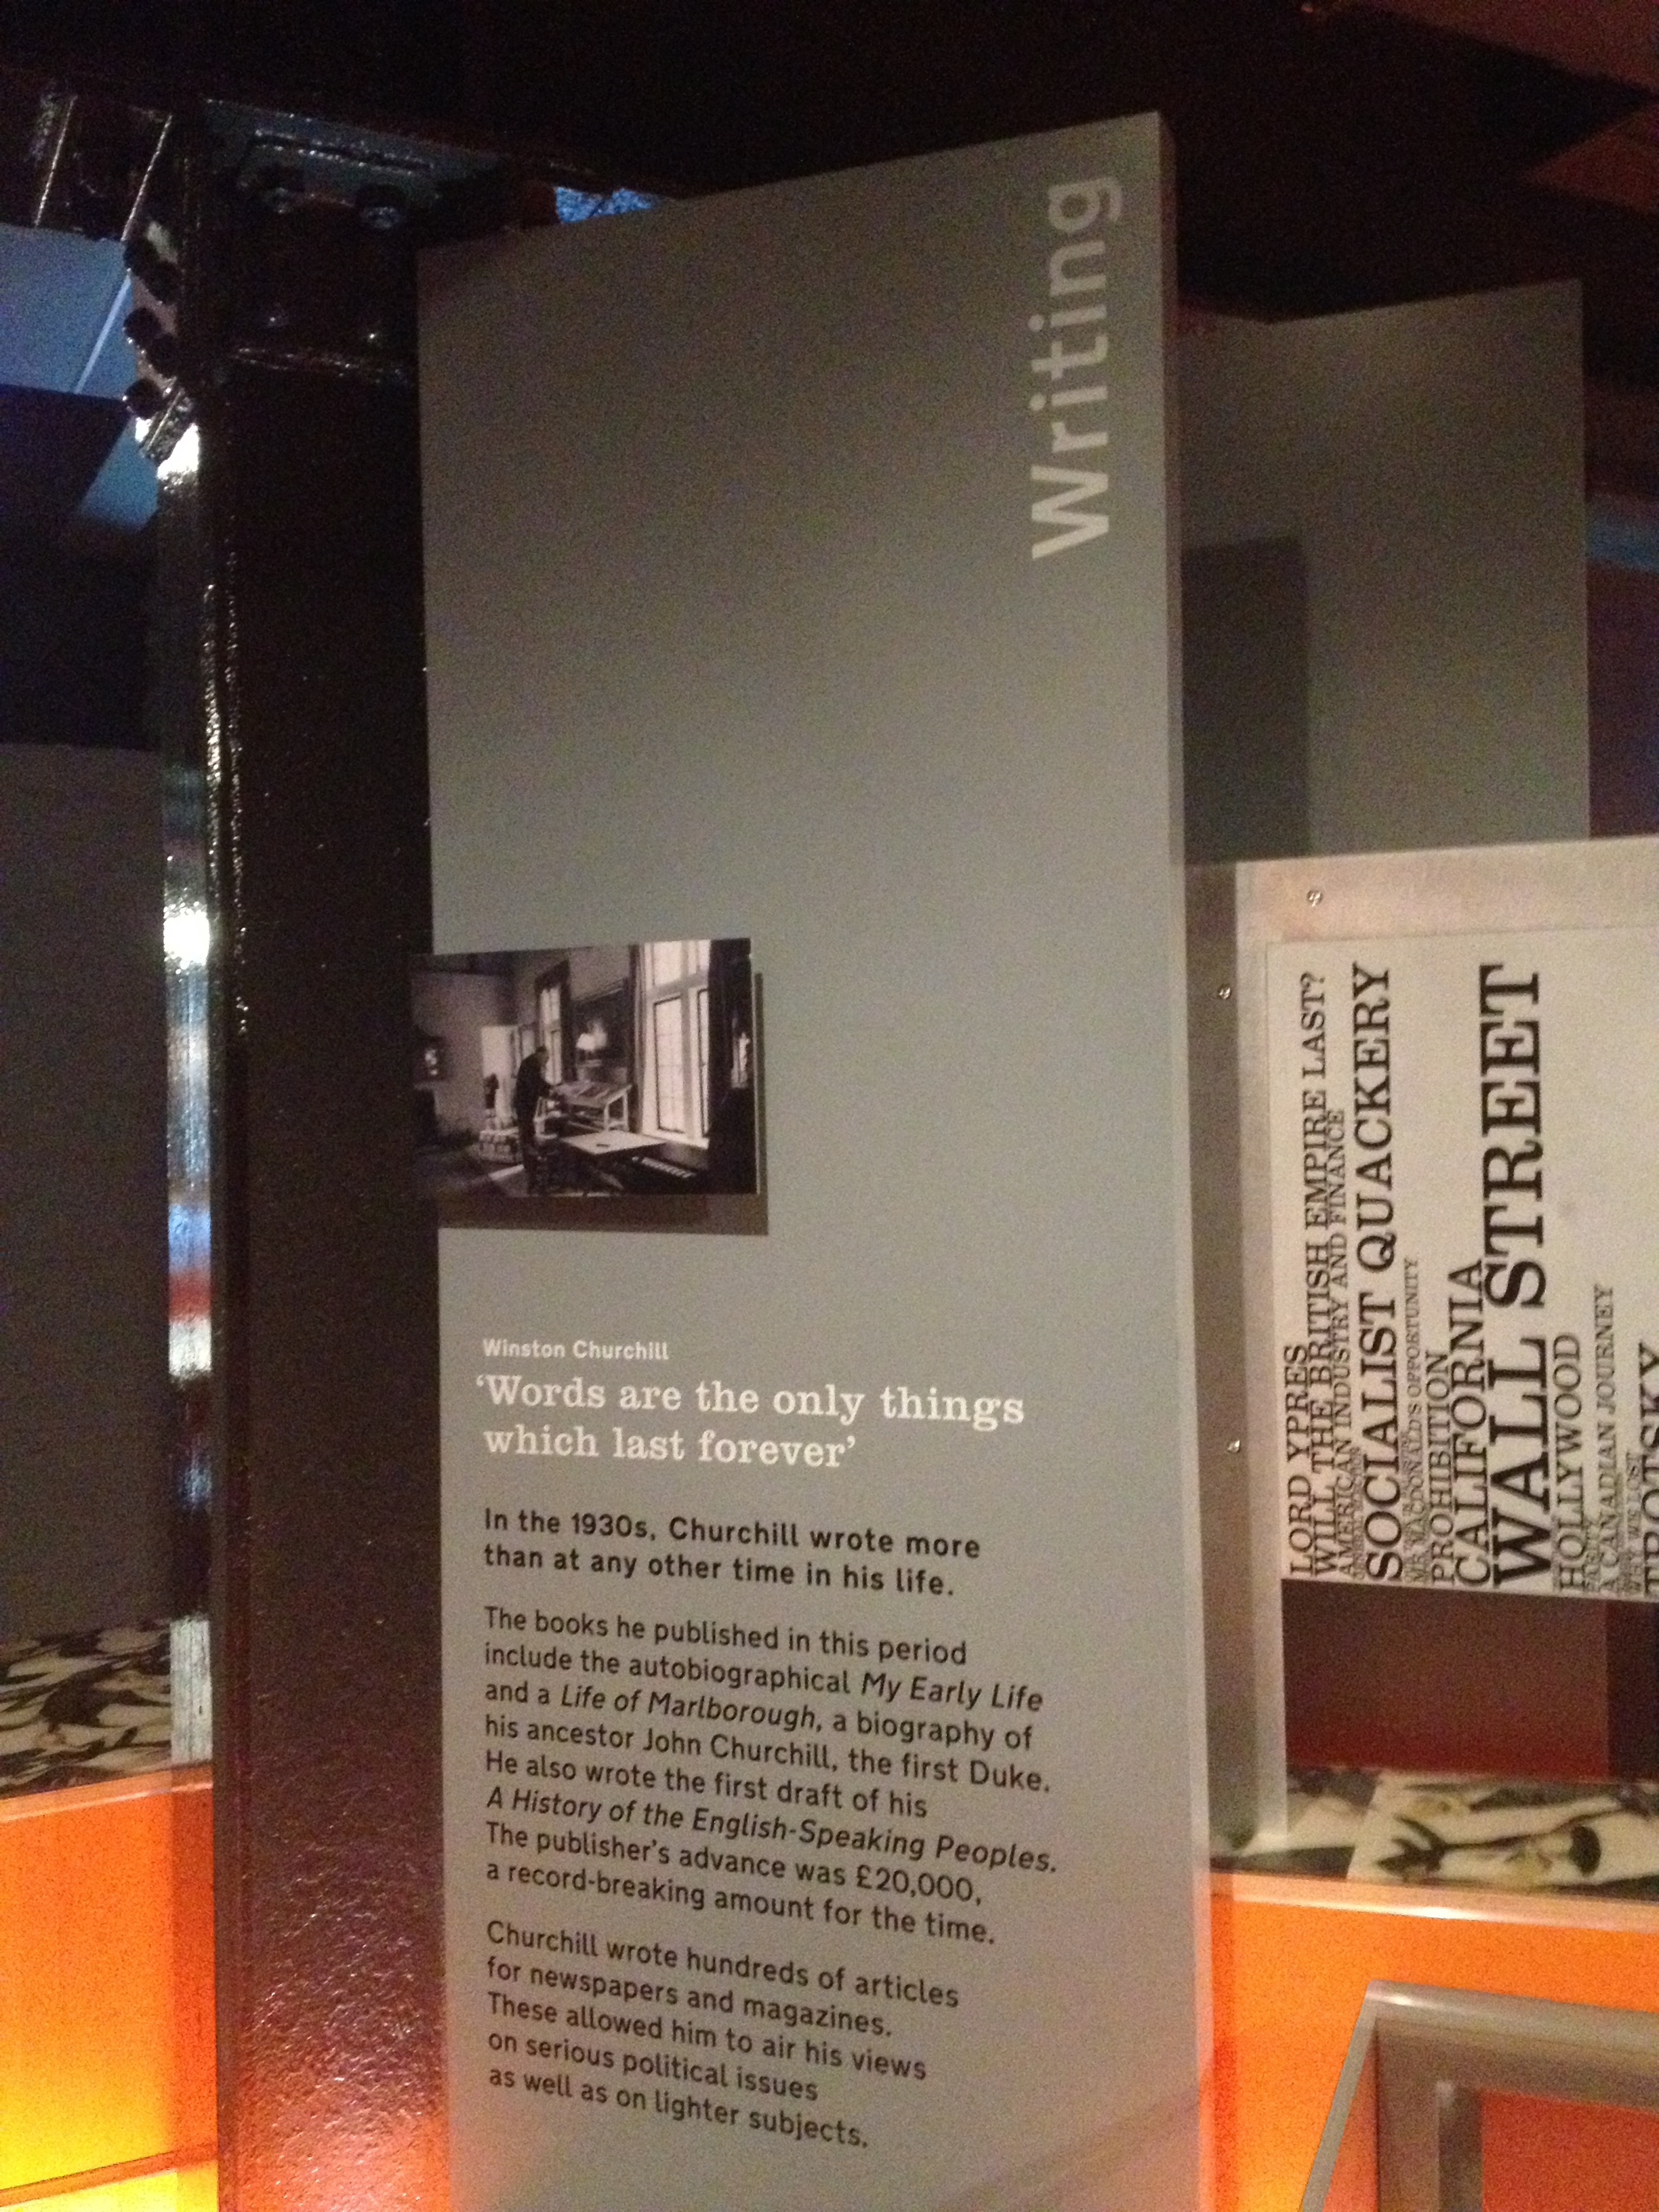 Writing
Winston Churchill
‘Words are the only things
which last forever’
In the 1930s, Churchill wrote more
than at any other time in his life.
The books he published in this period
include the autobiographical My Early Life
and a Life of Marlborough, a biography of
his ancestor John Churchill, the first Duke.
He also wrote the first draft of his
A History of the English-Speaking Peoples.
The publisher’s advance was £20,000,
a record-breaking amount for the time.
Churchill wrote hundreds of articles
for newspapers and magazines.
These allowed him to air his views
on serious political issues
as well as on lighter subjects.
LORD YPRES
WILL THE BRITISH EMPIRE LAST?
AMERICAN INDUSTRY AND FINANCE
SOCIALIST QUACKERY
MR MACDONALD'S OPPORTUNITY
PROHIBITION
CALIFORNIA
WALL STREET
HOLLYWOOD
A CANADIAN JOURNEY
TROTSKY